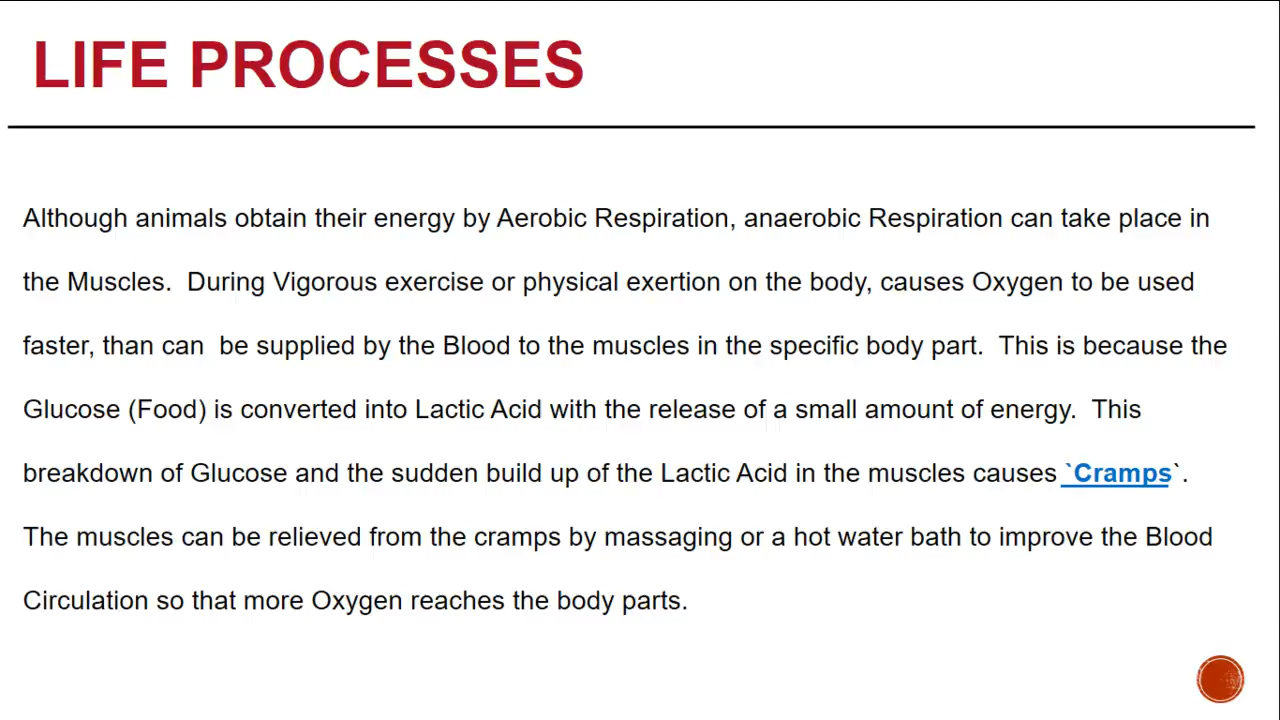 LIFE PROCESSES
Although animals obtain their energy by Aerobic Respiration, anaerobic Respiration can take place in
the Muscles.  During Vigorous exercise or physical exertion on the body, causes Oxygen to be used
faster, than can  be supplied by the Blood to the muscles in the specific body part.  This is because the
Glucose (Food) is converted into Lactic Acid with the release of a small amount of energy.  This
breakdown of Glucose and the sudden build up of the Lactic Acid in the muscles causes `Cramps`.
The muscles can be relieved from the cramps by massaging or a hot water bath to improve the Blood
Circulation so that more Oxygen reaches the body parts.